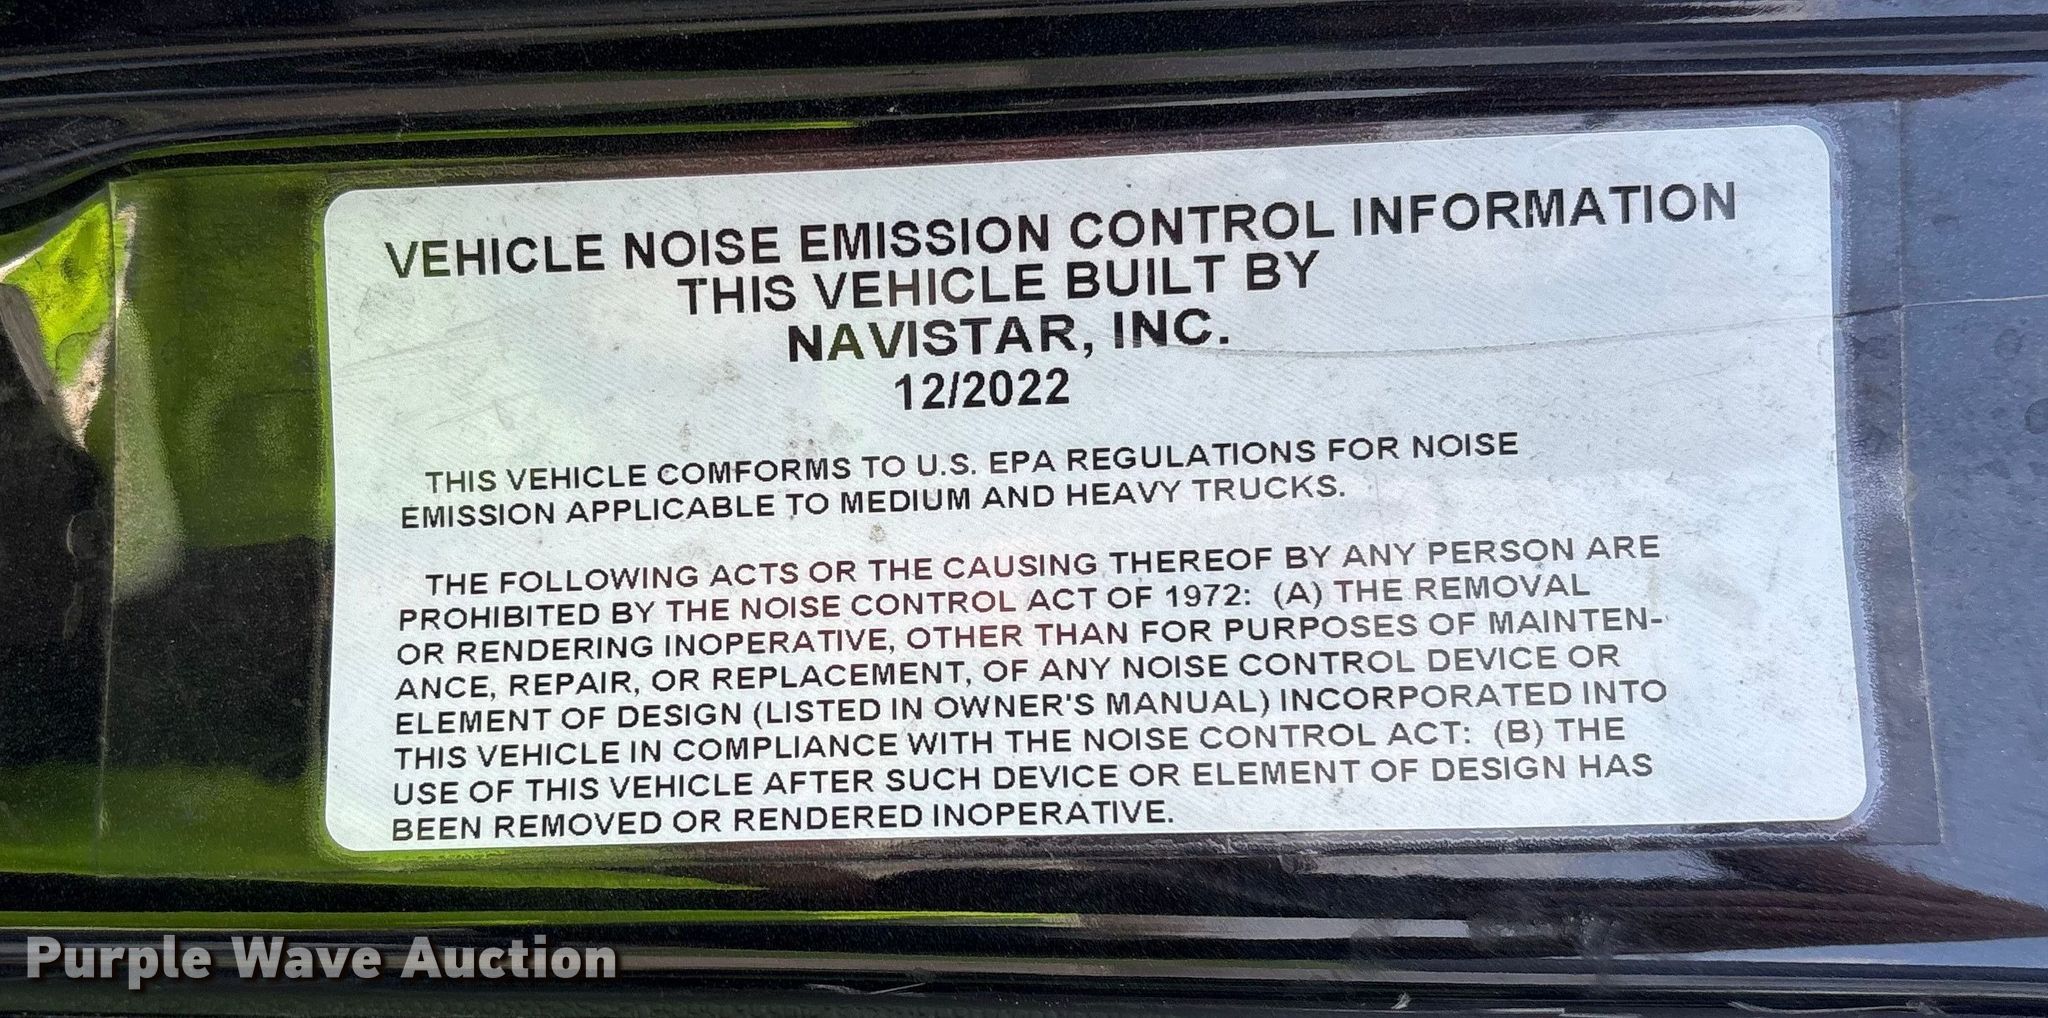 VEHICLE NOISE EMISSION CONTROL INFORMATION
THIS VEHICLE BUILT BY
NAVISTAR, INC.
12/2022
THIS VEHICLE COMFORMS TO U.S. EPA REGULATIONS FOR NOISE
EMISSION APPLICABLE TO MEDIUM AND HEAVY TRUCKS.
THE FOLLOWING ACTS OR THE CAUSING THEREOF BY ANY PERSON ARE
PROHIBITED BY THE NOISE CONTROL ACT OF 1972: (A) THE REMOVAL
OR RENDERING INOPERATIVE, OTHER THAN FOR PURPOSES OF MAINTEN-
ANCE, REPAIR, OR REPLACEMENT, OF ANY NOISE CONTROL DEVICE OR
ELEMENT OF DESIGN (LISTED IN OWNER'S MANUAL) INCORPORATED INTO
THIS VEHICLE IN COMPLIANCE WITH THE NOISE CONTROL ACT: (B) THE
USE OF THIS VEHICLE AFTER SUCH DEVICE OR ELEMENT OF DESIGN HAS
BEEN REMOVED OR RENDERED INOPERATIVE.
Purple Wave Auction